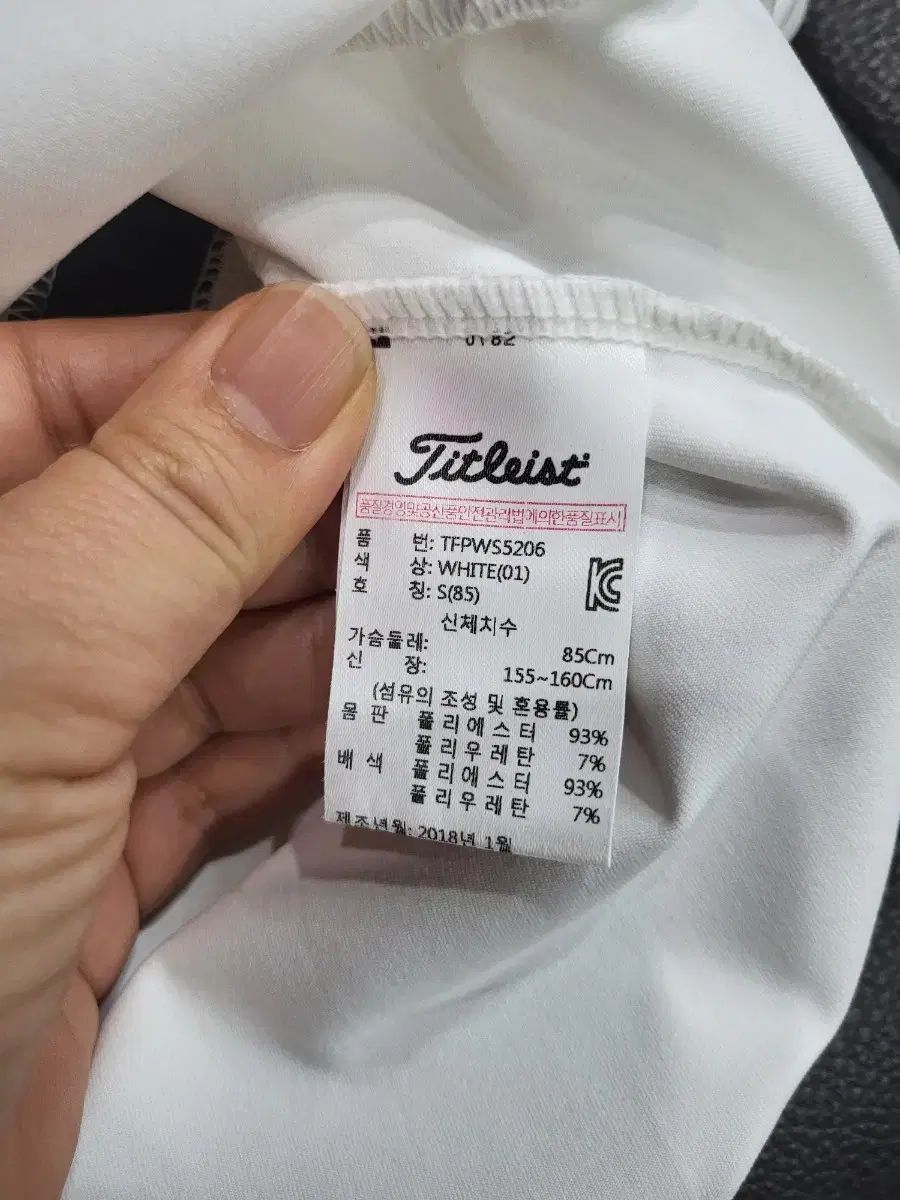 Titleist
품질경영및공산품안전관리법에의한품질표시
품 번: TFPWS5206
색 상: WHITE(01)
호 칭: S(85)
신체치수
가슴둘레: 85Cm
신 장: 155~160Cm
(섬유의 조성 및 혼용률)
몸 판 폴리에스터 93%
폴리우레탄 7%
배 색 폴리에스터 93%
폴리우레탄 7%
제조년월: 2018년 1월